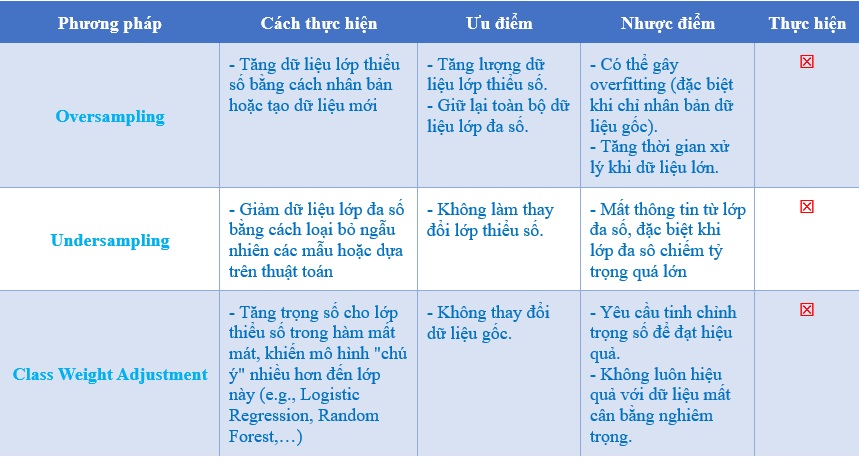 Phương pháp
Cách thực hiện
Ưu điểm
Nhược điểm
Thực hiện
Oversampling
- Tăng dữ liệu lớp thiểu
số bằng cách nhân bản
hoặc tạo dữ liệu mới
- Tăng lượng dữ
liệu lớp thiểu số.
- Giữ lại toàn bộ dữ
liệu lớp đa số.
- Có thể gây
overfitting (đặc biệt
khi chỉ nhân bản dữ
liệu gốc).
- Tăng thời gian xử
lý khi dữ liệu lớn.
☒
Undersampling
- Giảm dữ liệu lớp đa số
bằng cách loại bỏ ngẫu
nhiên các mẫu hoặc dựa
trên thuật toán
- Không làm thay
đổi lớp thiểu số.
- Mất thông tin từ lớp
đa số, đặc biệt khi
lớp đa sô chiếm tỷ
trọng quá lớn
☒
Class Weight Adjustment
- Tăng trọng số cho lớp
thiểu số trong hàm mất
mát, khiến mô hình "chú
ý" nhiều hơn đến lớp
này (e.g., Logistic
Regression, Random
Forest,…)
- Không thay đổi
dữ liệu gốc.
- Yêu cầu tinh chỉnh
trọng số để đạt hiệu
quả.
- Không luôn hiệu
quả với dữ liệu mất
cân bằng nghiêm
trọng.
☒